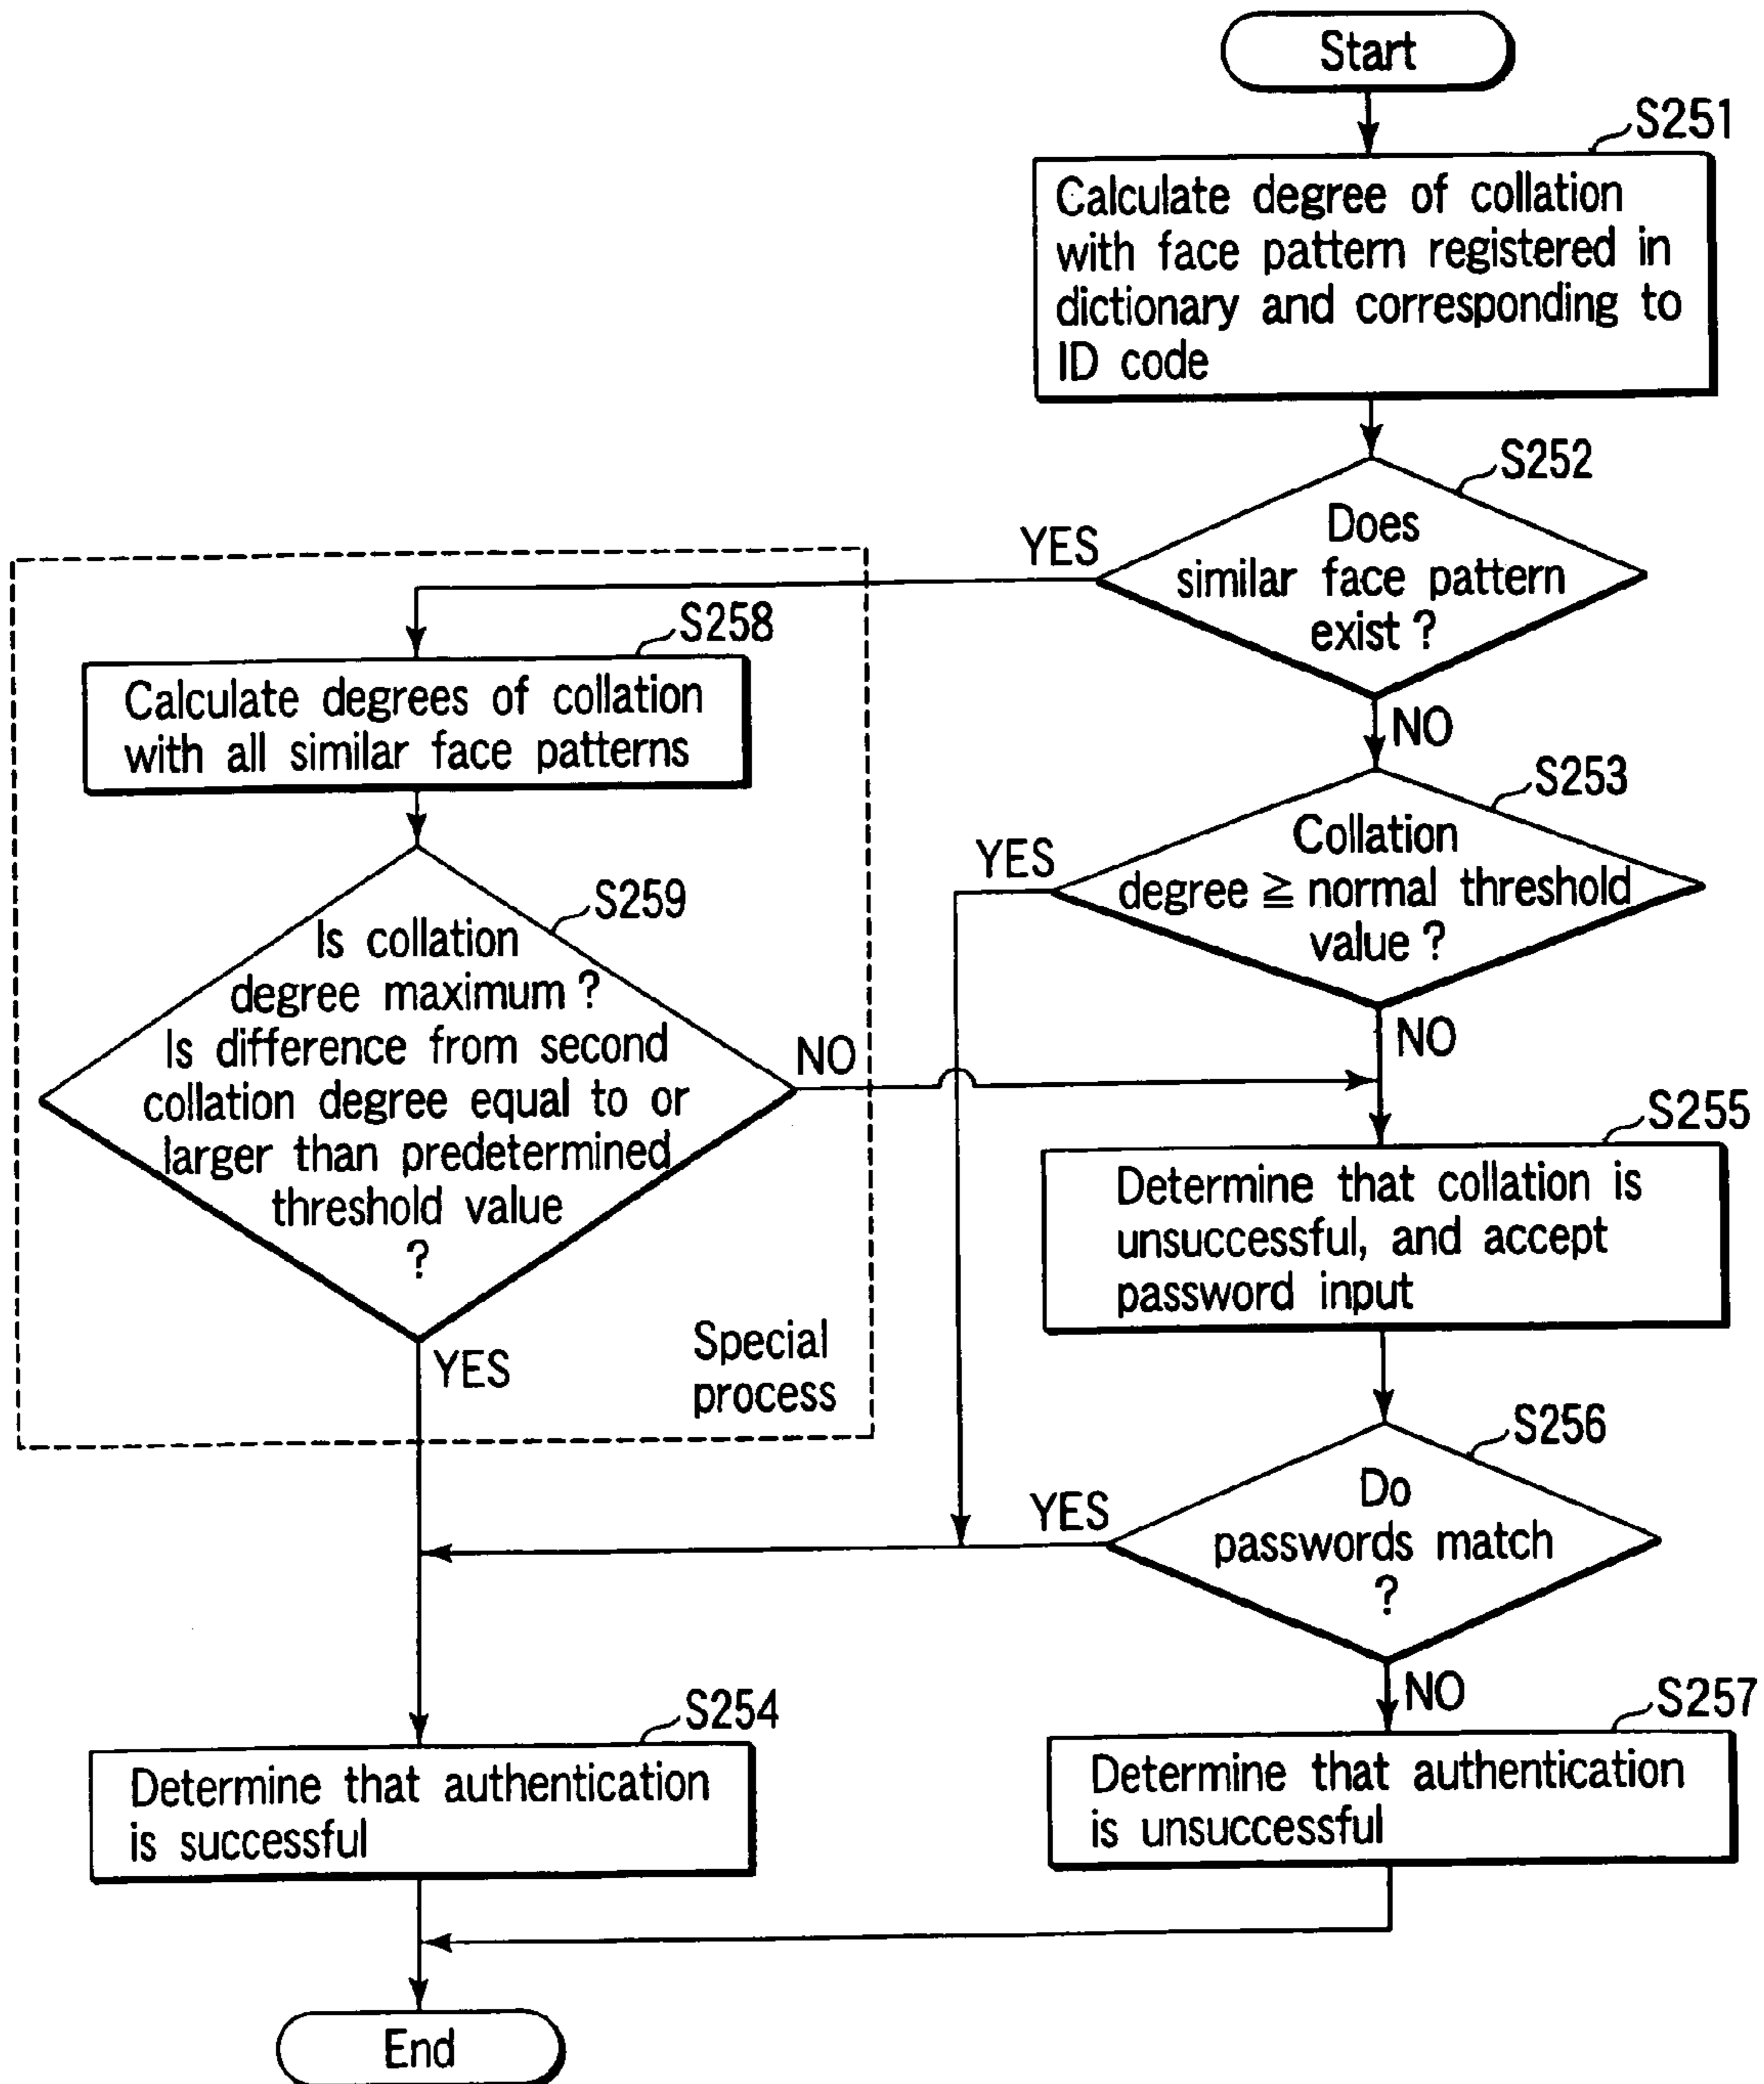 Start
S251
Calculate degree of collation
with face pattern registered in
dictionary and corresponding to
ID code
S252
Does
similar face pattern
exist ?
YES
NO
S258
Calculate degrees of collation
with all similar face patterns
S253
Collation
degree ≧ normal threshold
value ?
YES
NO
S259
Is collation
degree maximum ?
Is difference from second
collation degree equal to or
larger than predetermined
threshold value
?
NO
YES
Special
process
S255
Determine that collation is
unsuccessful, and accept
password input
S256
Do
passwords match
?
YES
NO
S254
Determine that authentication
is successful
S257
Determine that authentication
is unsuccessful
End